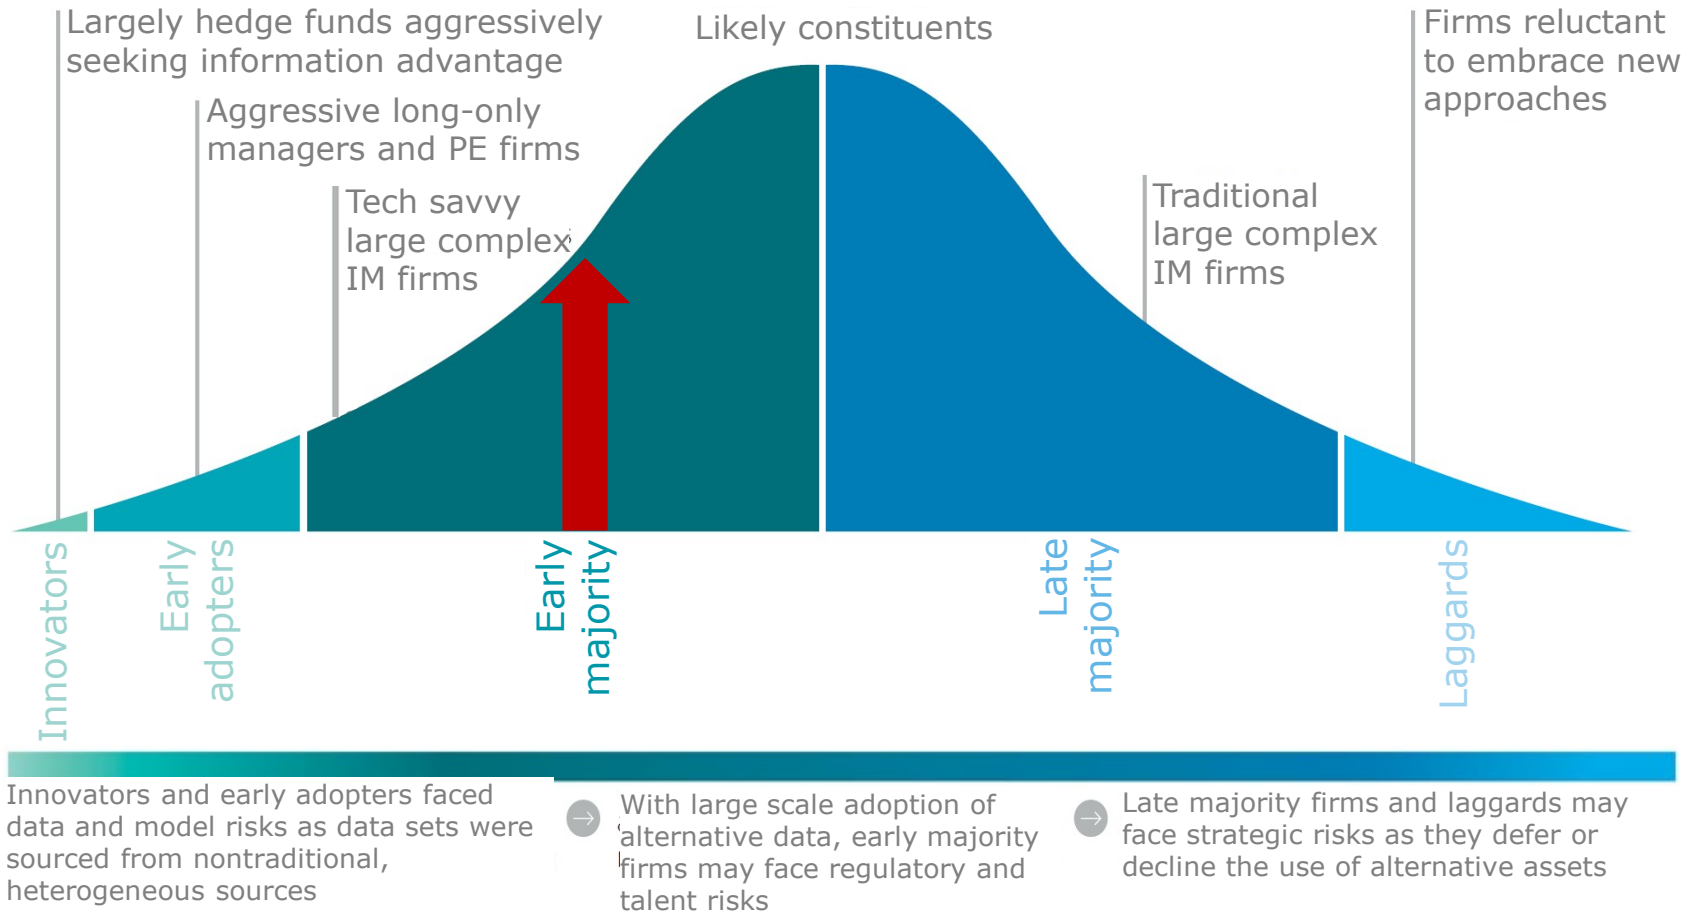 Largely hedge funds aggressively
seeking information advantage
Likely constituents
Firms reluctant
to embrace new
approaches
Aggressive long-only
managers and PE firms
Tech savvy
large complex
IM firms
Traditional
large complex
IM firms
Innovators
Early
adopters
Early
majority
Late
majority
Laggards
Innovators and early adopters faced
data and model risks as data sets were
sourced from nontraditional,
heterogeneous sources
With large scale adoption of
alternative data, early majority
firms may face regulatory and
talent risks
Late majority firms and laggards may
face strategic risks as they defer or
decline the use of alternative assets